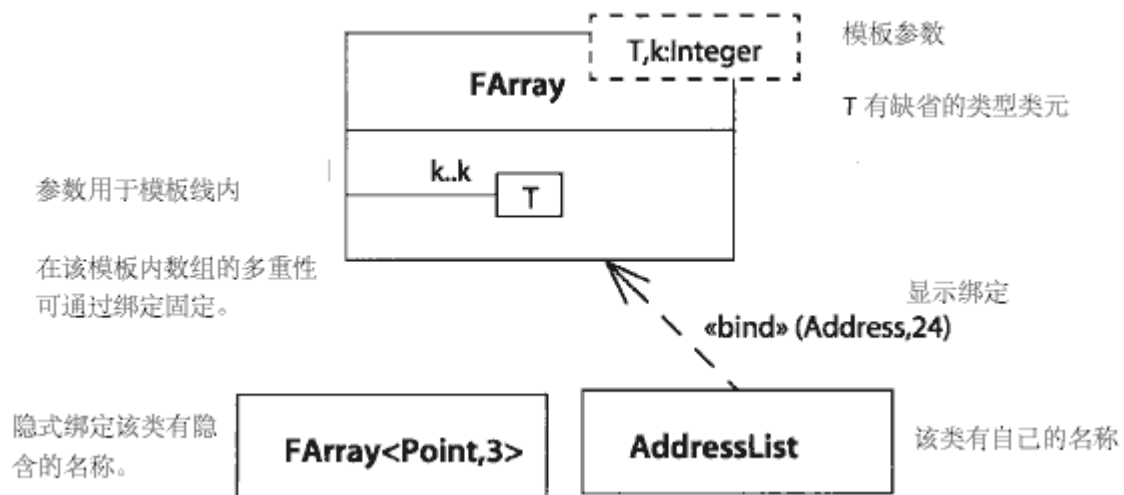 T,k:Integer
模板参数
FArray
T 有缺省的类型类元
k..k
T
参数用于模板线内
在该模板内数组的多重性
可通过绑定固定。
显示绑定
«bind» (Address,24)
隐式绑定该类有隐
含的名称。
FArray<Point,3>
AddressList
该类有自己的名称